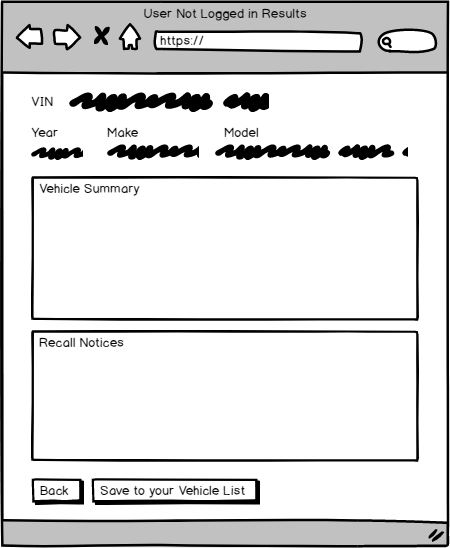 User Not Logged in Results
https://
VIN
Year Make Model
Vehicle Summary
Recall Notices
Back Save to your Vehicle List